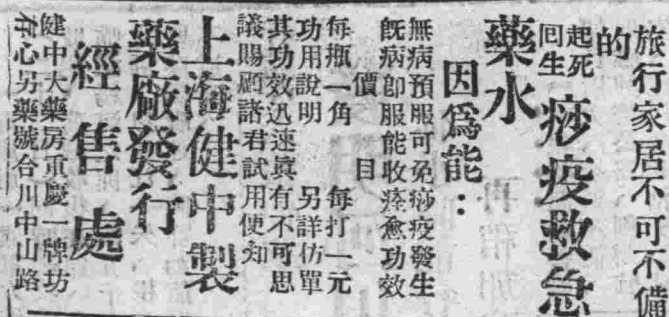 旅行家居不可不備
的
起死
回生
痧疫救急
藥水
因爲能：
無病預服可免痧疫發生
既病即服能收痊愈功效
價目
每瓶一角 每打一元
功用說明 另詳仿單
其功效迅速眞有不可思
議賜顧諸君試用便知
上海健中製
藥廠發行
經售處
健中大藥房重慶一牌坊
存心另藥號合川中山路